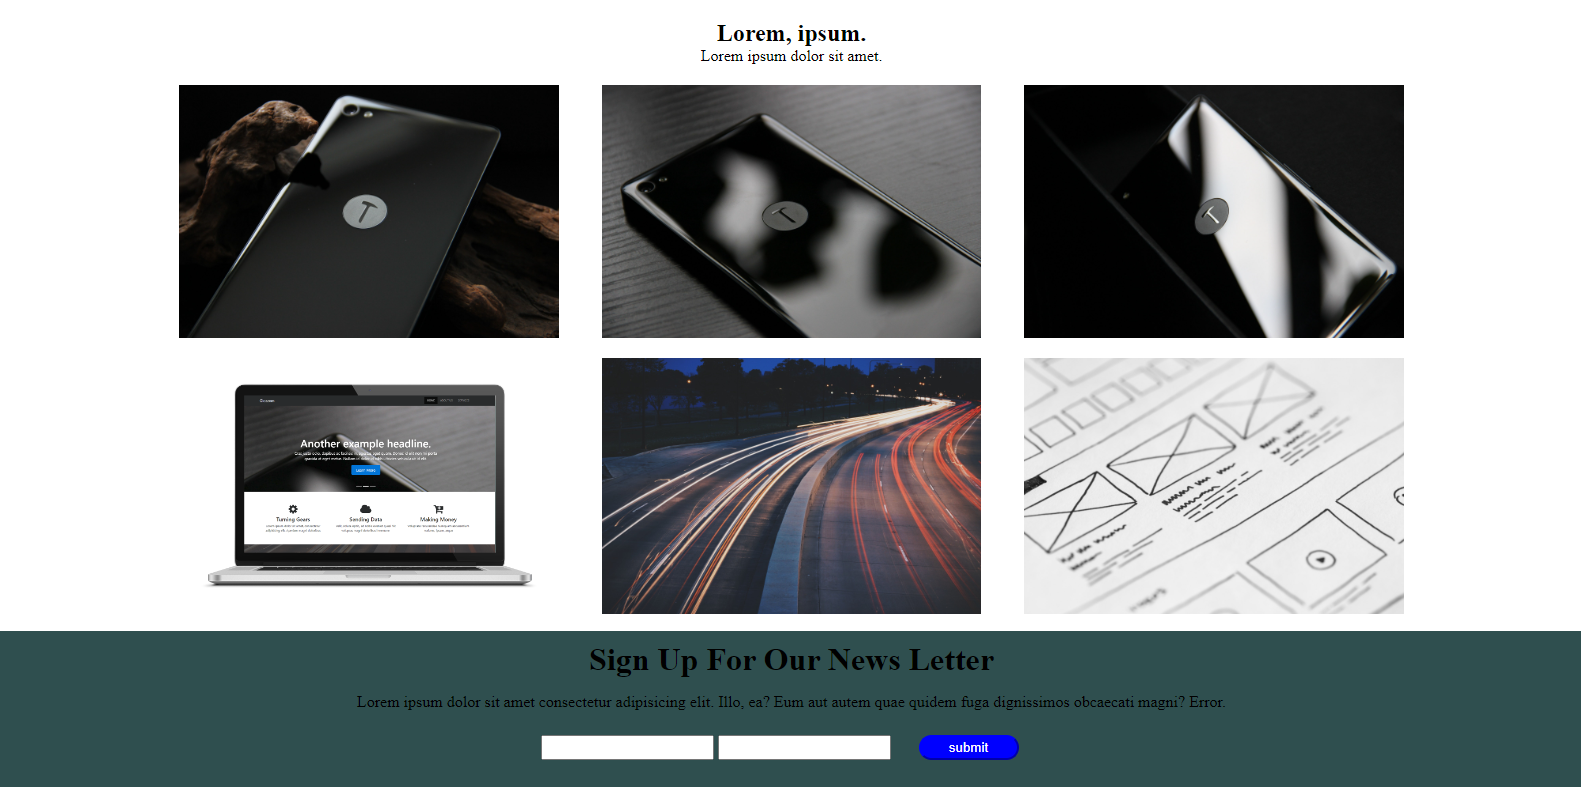 Lorem, ipsum.
Lorem ipsum dolor sit amet.
T
T
T
Another example headline.
Turning Gears
Sending Data
Making Money
Sign Up For Our News Letter
Lorem ipsum dolor sit amet consectetur adipisicing elit. Illo, ea? Eum aut autem quae quidem fuga dignissimos obcaecati magni? Error.
submit